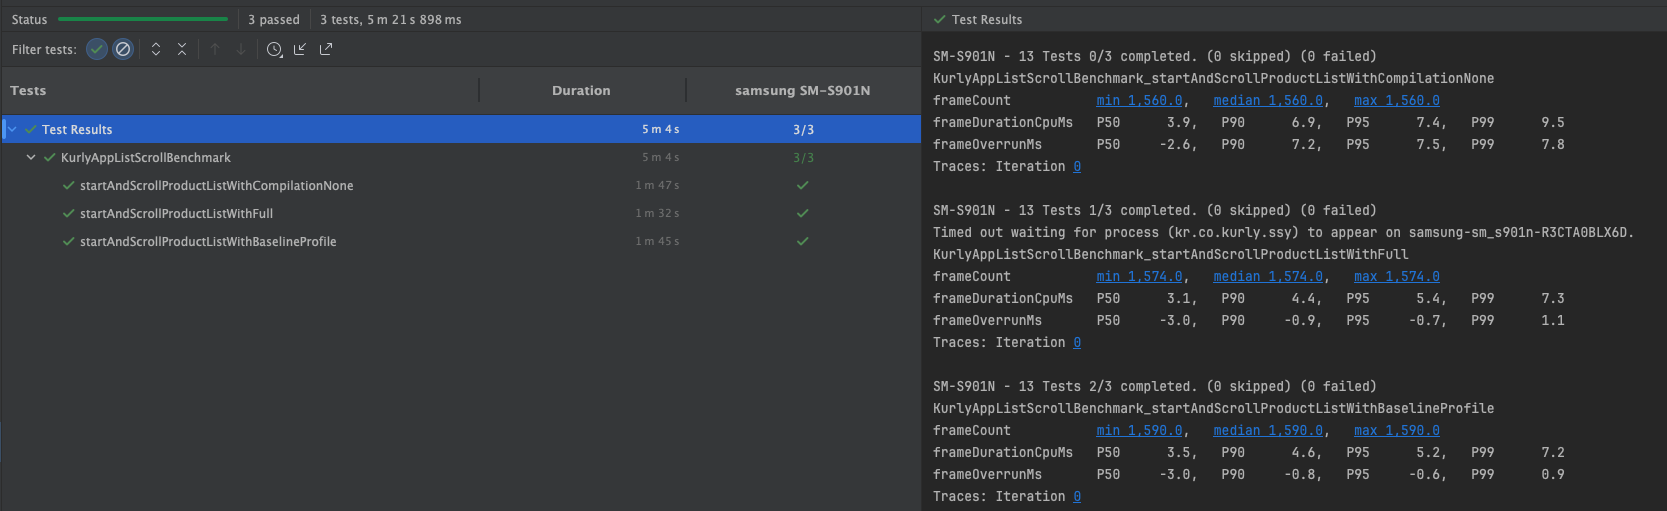 Status 3 passed 3 tests, 5 m 21 s 898 ms
Filter tests:
Tests Duration samsung SM-S901N
Test Results 5 m 4 s 3/3
KurlyAppListScrollBenchmark 5 m 4 s 3/3
startAndScrollProductListWithCompilationNone 1 m 47 s
startAndScrollProductListWithFull 1 m 32 s
startAndScrollProductListWithBaselineProfile 1 m 45 s
Test Results
SM-S901N - 13 Tests 0/3 completed. (0 skipped) (0 failed)
KurlyAppListScrollBenchmark_startAndScrollProductListWithCompilationNone
frameCount min 1,560.0, median 1,560.0, max 1,560.0
frameDurationCpuMs P50 3.9, P90 6.9, P95 7.4, P99 9.5
frameOverrunMs P50 -2.6, P90 7.2, P95 7.5, P99 7.8
Traces: Iteration 0
SM-S901N - 13 Tests 1/3 completed. (0 skipped) (0 failed)
Timed out waiting for process (kr.co.kurly.ssy) to appear on samsung-sm_s901n-R3CTA0BLX6D.
KurlyAppListScrollBenchmark_startAndScrollProductListWithFull
frameCount min 1,574.0, median 1,574.0, max 1,574.0
frameDurationCpuMs P50 3.1, P90 4.4, P95 5.4, P99 7.3
frameOverrunMs P50 -3.0, P90 -0.9, P95 -0.7, P99 1.1
Traces: Iteration 0
SM-S901N - 13 Tests 2/3 completed. (0 skipped) (0 failed)
KurlyAppListScrollBenchmark_startAndScrollProductListWithBaselineProfile
frameCount min 1,590.0, median 1,590.0, max 1,590.0
frameDurationCpuMs P50 3.5, P90 4.6, P95 5.2, P99 7.2
frameOverrunMs P50 -3.0, P90 -0.8, P95 -0.6, P99 0.9
Traces: Iteration 0